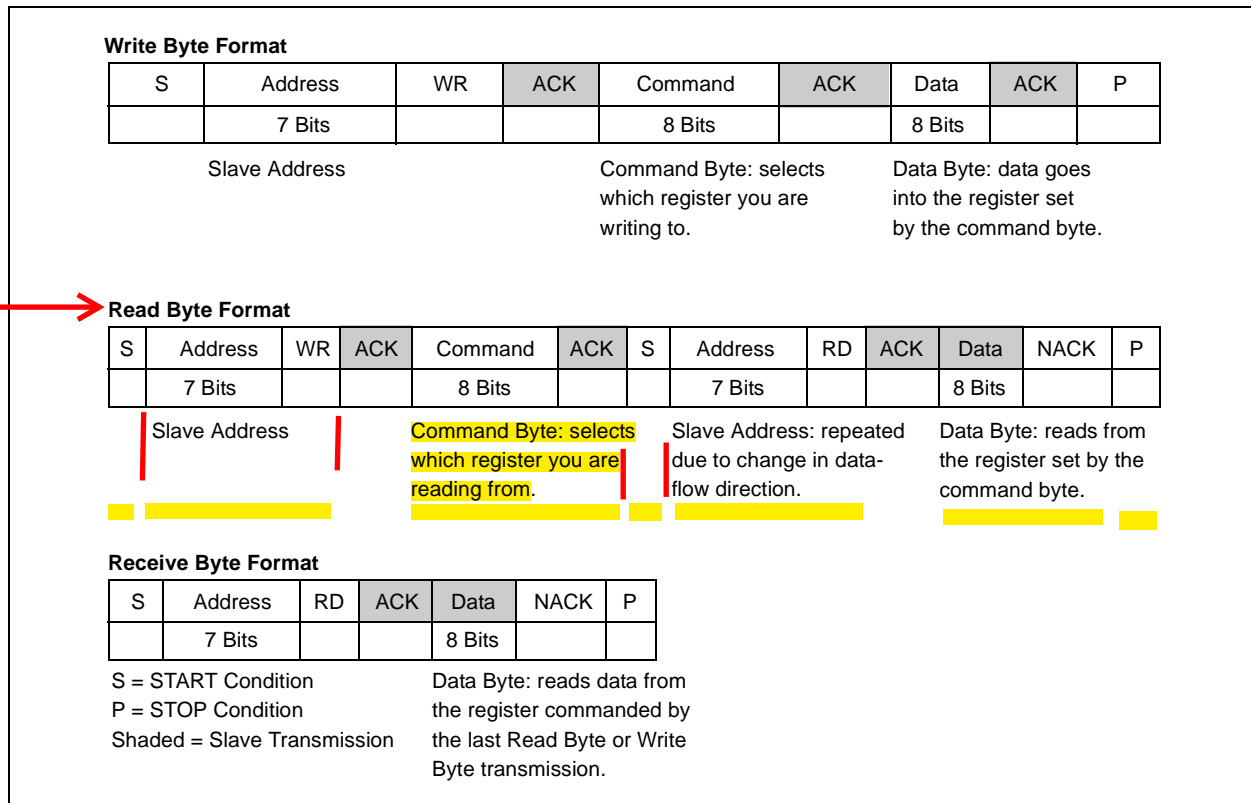 Write Byte Format
S Address WR ACK Command ACK Data ACK P
7 Bits 8 Bits 8 Bits
Slave Address
Command Byte: selects
which register you are
writing to.
Data Byte: data goes
into the register set
by the command byte.
Read Byte Format
S Address WR ACK Command ACK S Address RD ACK Data NACK P
7 Bits 8 Bits 7 Bits 8 Bits
Slave Address
Command Byte: selects
which register you are
reading from.
Slave Address: repeated
due to change in data-
flow direction.
Data Byte: reads from
the register set by the
command byte.
Receive Byte Format
S Address RD ACK Data NACK P
7 Bits 8 Bits
S = START Condition
P = STOP Condition
Shaded = Slave Transmission
Data Byte: reads data from
the register commanded by
the last Read Byte or Write
Byte transmission.